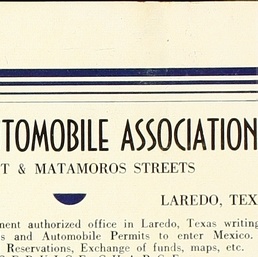 TOMOBILE ASSOCIATION
T & MATAMOROS STREETS
LAREDO, TEX
nent authorized office in Laredo, Texas writing
s and Automobile Permits to enter Mexico.
Reservations, Exchange of funds, maps, etc.